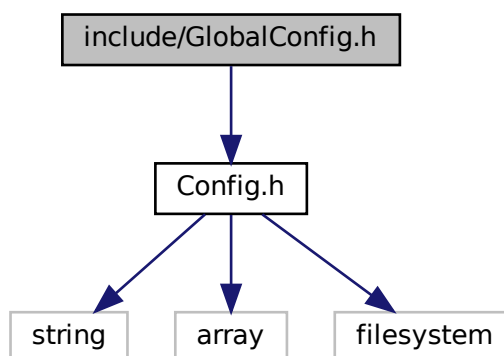 include/GlobalConfig.h
Config.h
string
array
filesystem